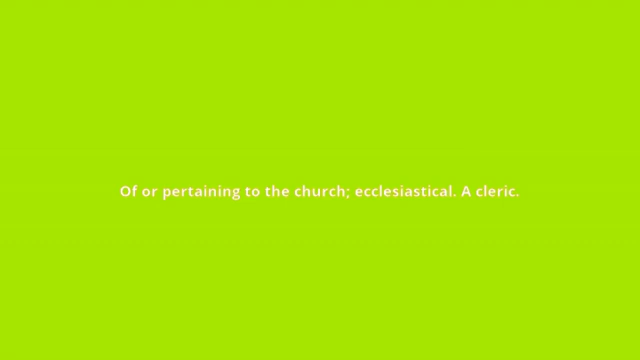 Of or pertaining to the church; ecclesiastical. A cleric.